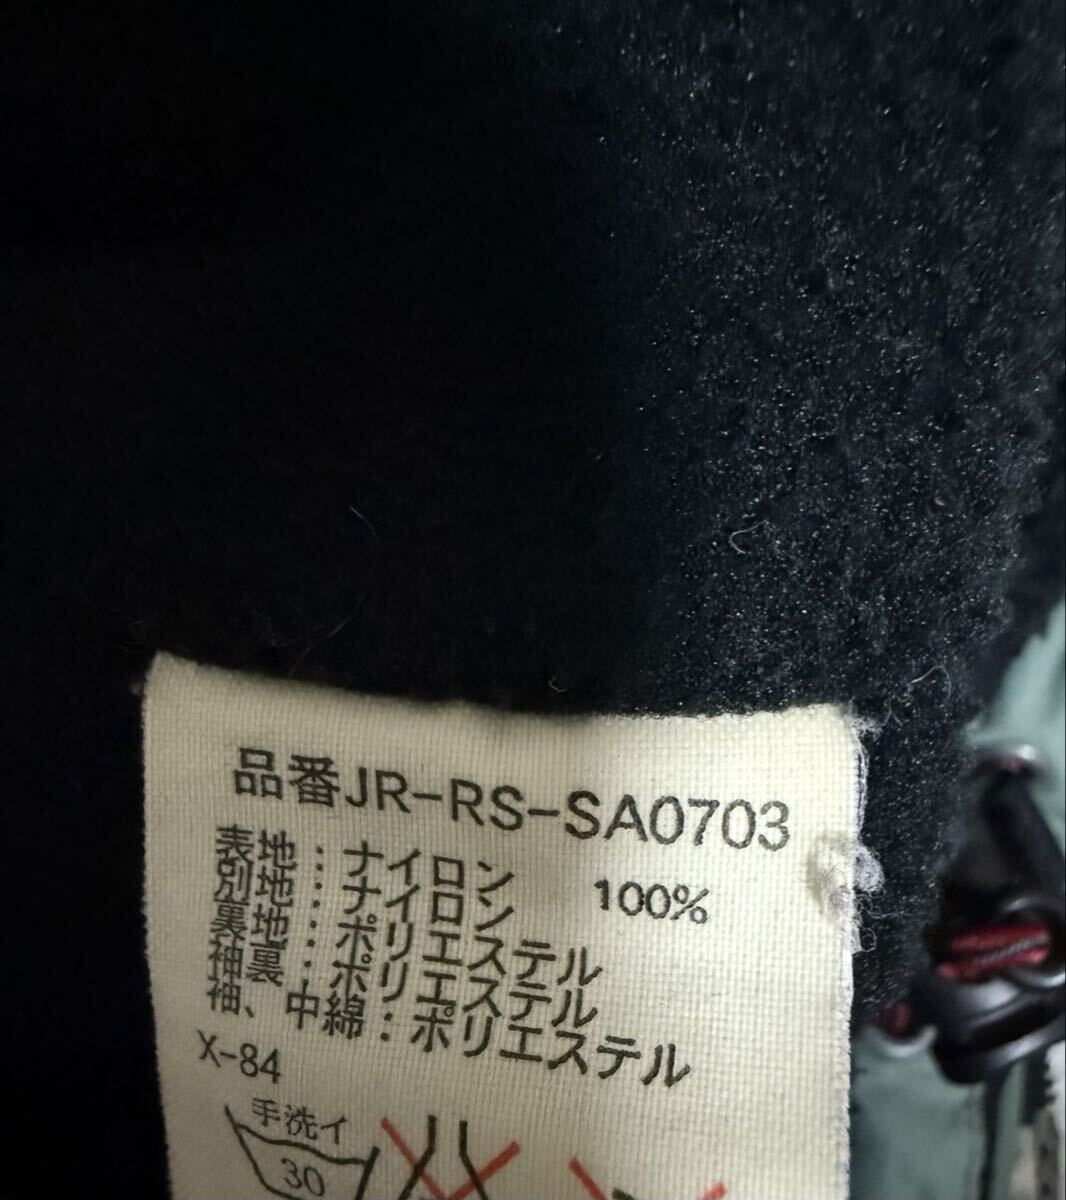 品番JR-RS-SA0703
表地：ナイロン 100%
別地：ナイロン
裏地：ポリエステル
袖裏：ポリエステル
袖、中綿：ポリエステル
X-84
手洗イ
30